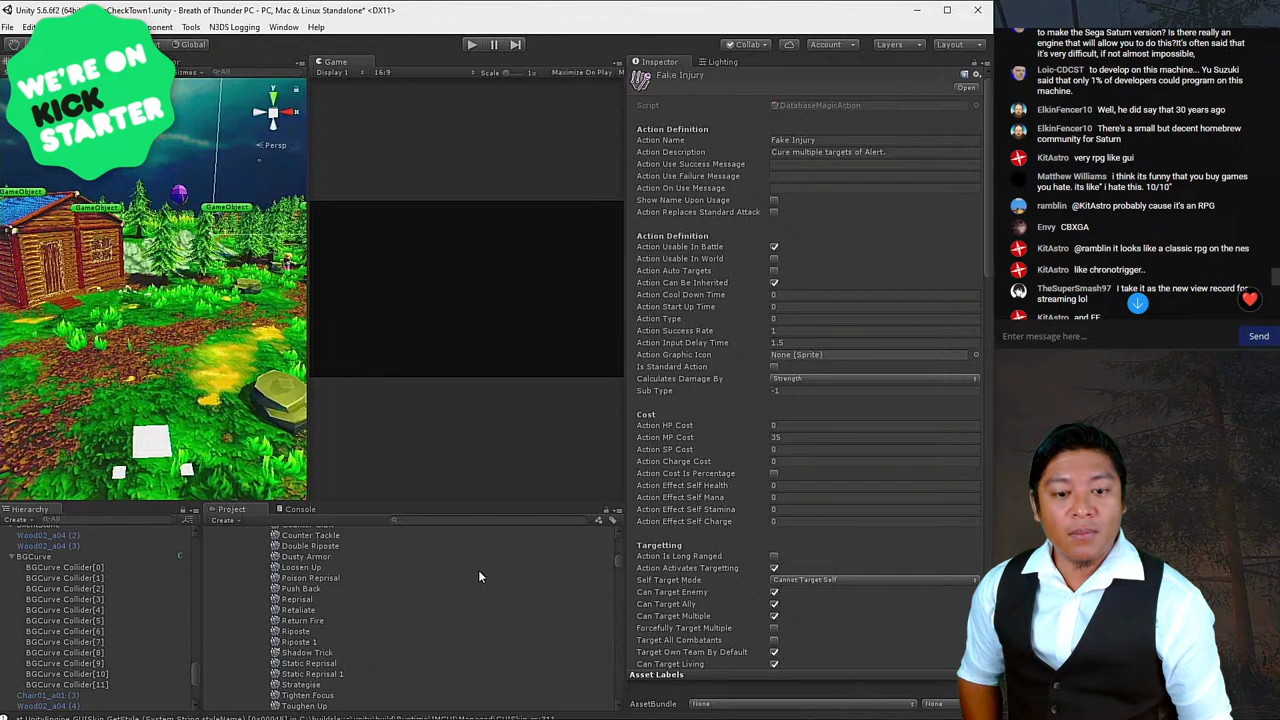 Unity 5.6.6f2
CheckTown1.unity - Breath of Thunder PC - PC, Mac & Linux Standalone* <DX11>
File
Component
Tools
N3DS Logging
Window
Help
Global
Collab
Account
Layers
Layout
Game
Display 1
16:9
Scale
1x
Maximize On Play
Gizmos
All
WE'RE ON
KICK
STARTER
y
x
Persp
GameObject
GameObject
GameObject
Inspector
Lighting
Fake Injury
Open
Script
DatabaseMagicAction
Action Definition
Action Name Fake Injury
Action Description Cure multiple targets of Alert.
Action Use Success Message
Action Use Failure Message
Action On Use Message
Show Name Upon Usage
Action Replaces Standard Attack
Action Definition
Action Usable In Battle
Action Usable In World
Action Auto Targets
Action Can Be Inherited
Action Cool Down Time 0
Action Start Up Time 0
Action Type 0
Action Success Rate 1
Action Input Delay Time 1.5
Action Graphic Icon None (Sprite)
Is Standard Action
Calculates Damage By Strength
Sub Type -1
Cost
Action HP Cost 0
Action MP Cost 35
Action SP Cost 0
Action Charge Cost 0
Action Cost Is Percentage
Action Effect Self Health 0
Action Effect Self Mana 0
Action Effect Self Stamina 0
Action Effect Self Charge 0
Targetting
Action Is Long Ranged
Action Activates Targetting
Self Target Mode Cannot Target Self
Can Target Enemy
Can Target Ally
Can Target Multiple
Forcefully Target Multiple
Target All Combatants
Target Own Team By Default
Can Target Living
Asset Labels
AssetBundle None None
Hierarchy
Create
All
Wood02_a04 (2)
Wood02_a04 (3)
BGCurve
BGCurve Collider[0]
BGCurve Collider[1]
BGCurve Collider[2]
BGCurve Collider[3]
BGCurve Collider[4]
BGCurve Collider[5]
BGCurve Collider[6]
BGCurve Collider[7]
BGCurve Collider[8]
BGCurve Collider[9]
BGCurve Collider[10]
BGCurve Collider[11]
Chair01_a01 (3)
Wood02_a04 (4)
Project
Console
Create
Counter Tackle
Double Riposte
Dusty Armor
Loosen Up
Poison Reprisal
Push Back
Reprisal
Retaliate
Return Fire
Riposte
Riposte 1
Shadow Trick
Static Reprisal
Static Reprisal 1
Strategise
Tighten Focus
Toughen Up
to make the Sega Saturn version? Is there really an
engine that will allow you to do this?It's often said that
it's very difficult, if not almost impossible,
Loic-CDCST to develop on this machine... Yu Suzuki
said that only 1% of developers could program on this
machine.
ElkinFencer10 Well, he did say that 30 years ago
ElkinFencer10 There's a small but decent homebrew
community for Saturn
KitAstro very rpg like gui
Matthew Williams i think its funny that you buy games
you hate. its like" i hate this. 10/10"
ramblin @KitAstro probably cause it's an RPG
Envy CBXGA
KitAstro @ramblin it looks like a classic rpg on the nes
KitAstro like chronotrigger..
TheSuperSmash97 I take it as the new view record for
streaming lol
KitAstro and FF
Enter message here...
Send